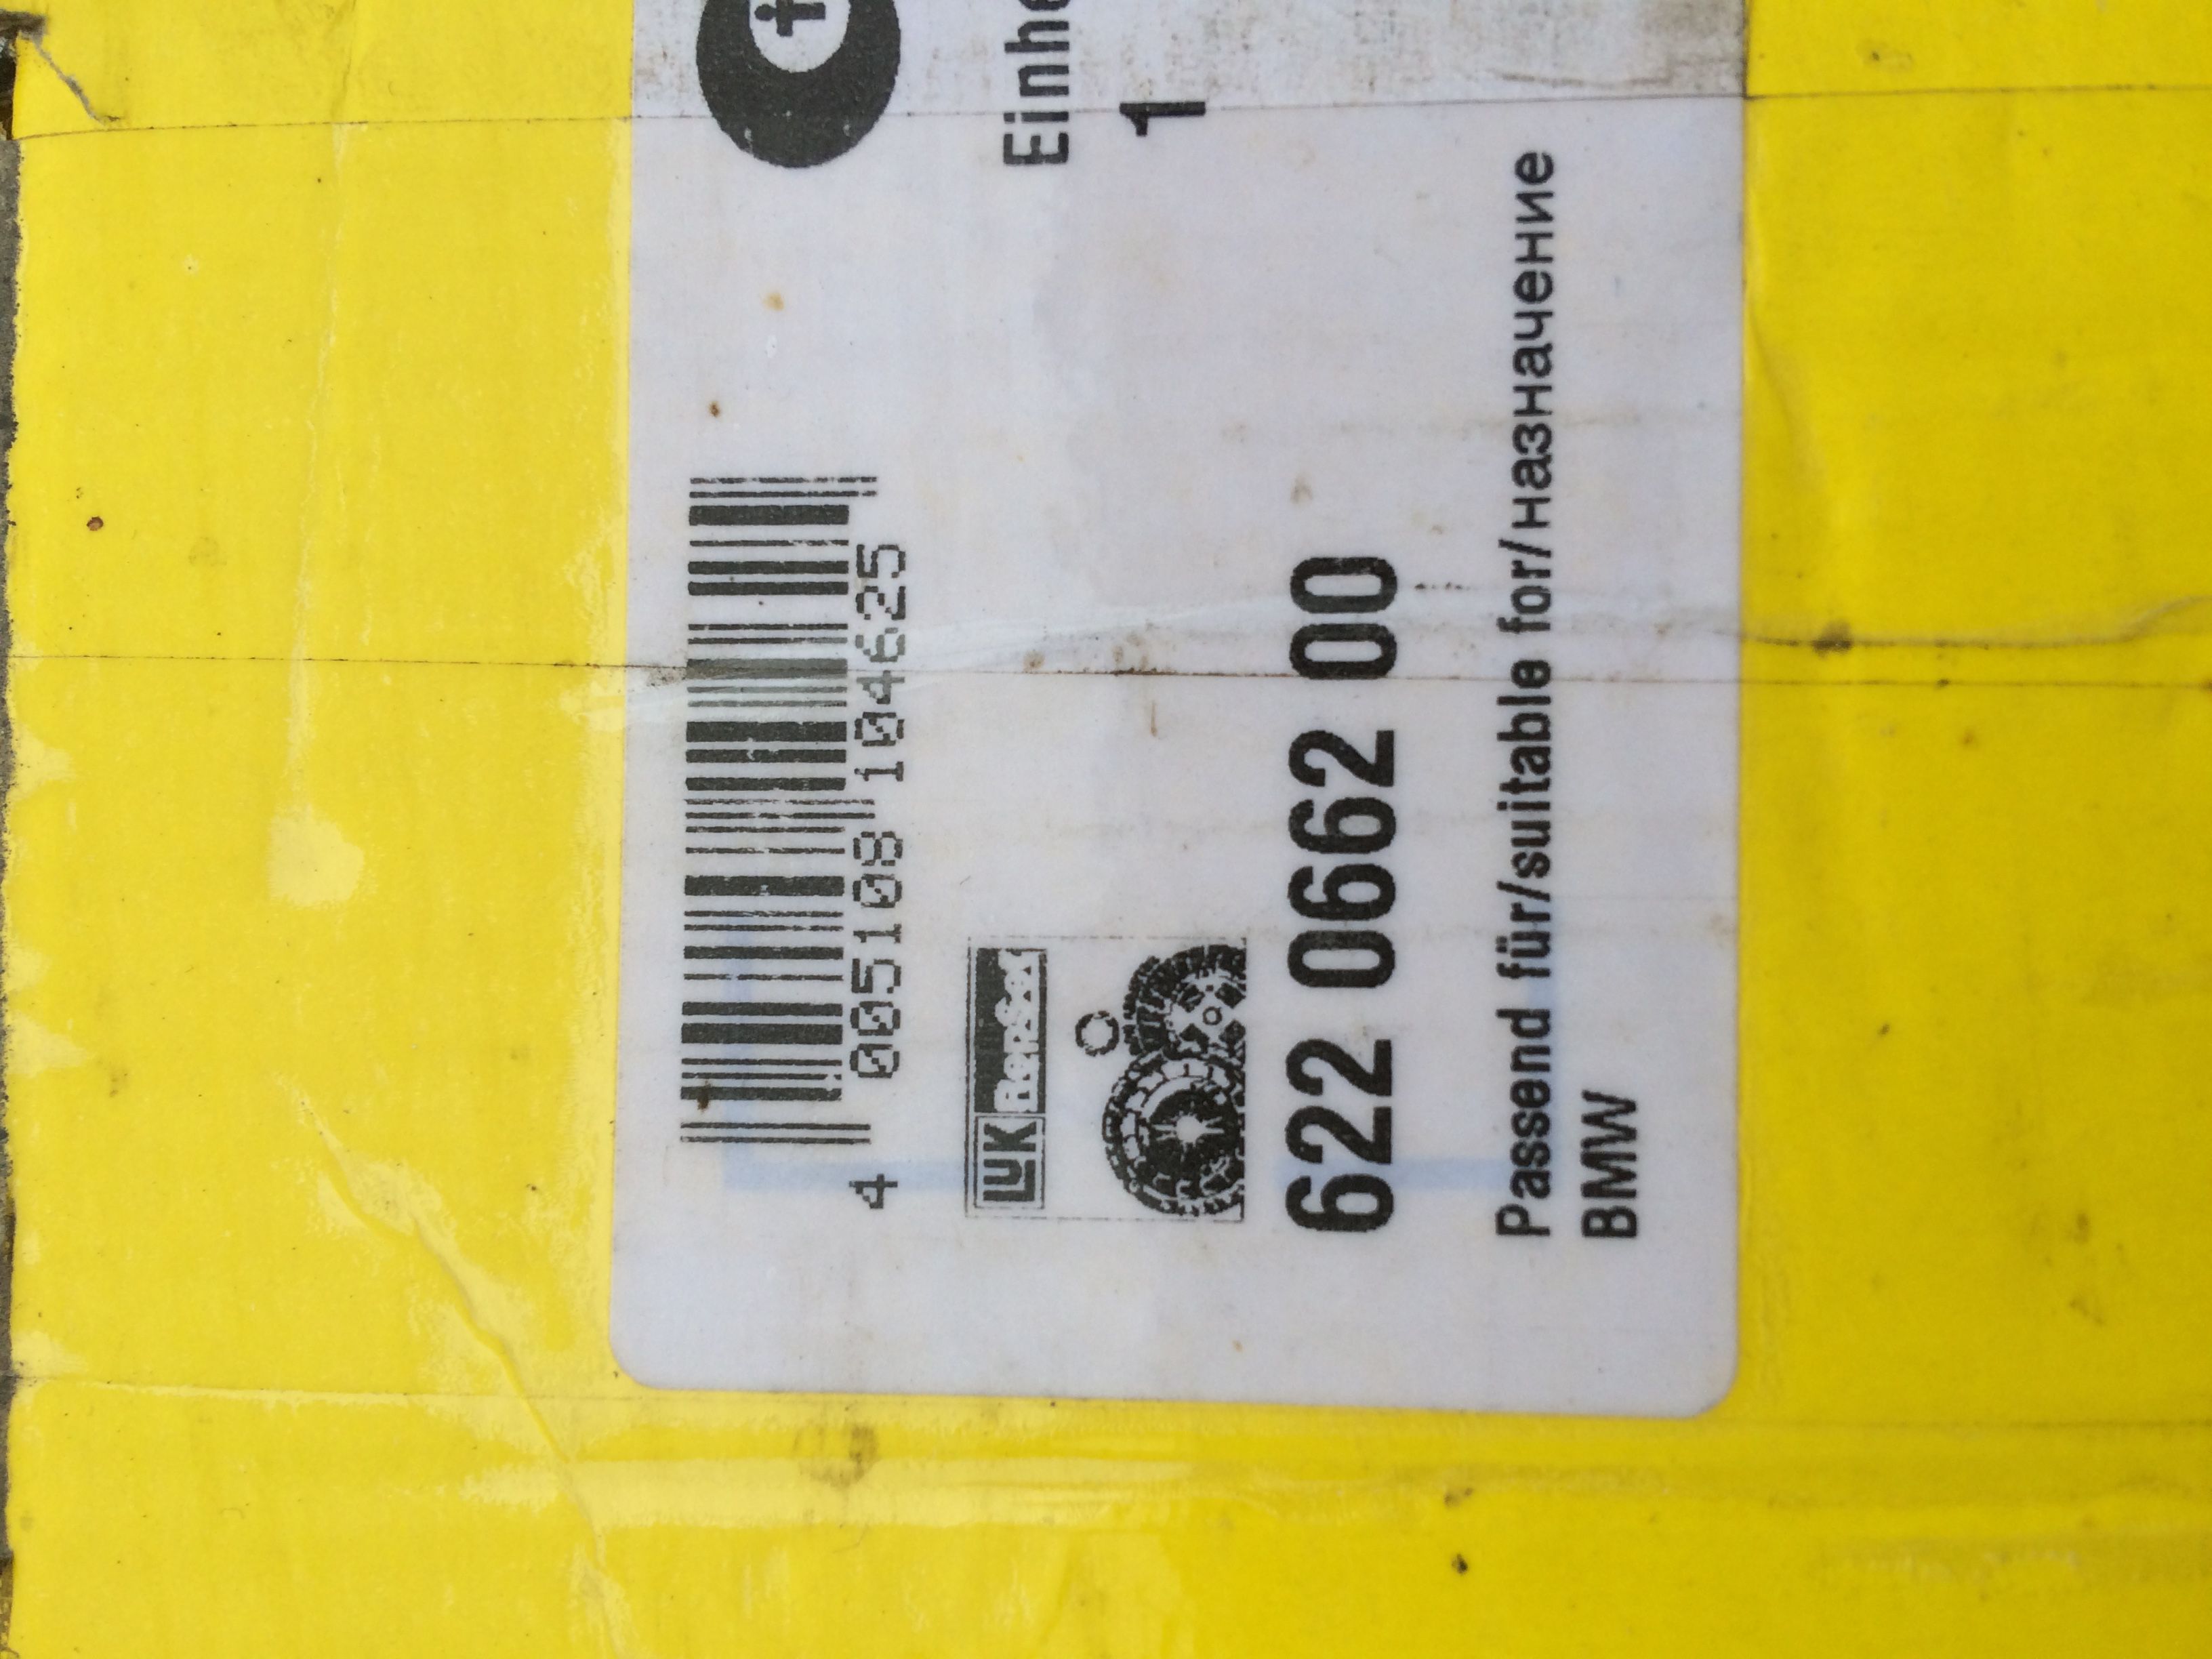 4 005108 104625
LUK RepSet
622 0662 00
Passend für/suitable for/назначение
BMW
Einhe
1